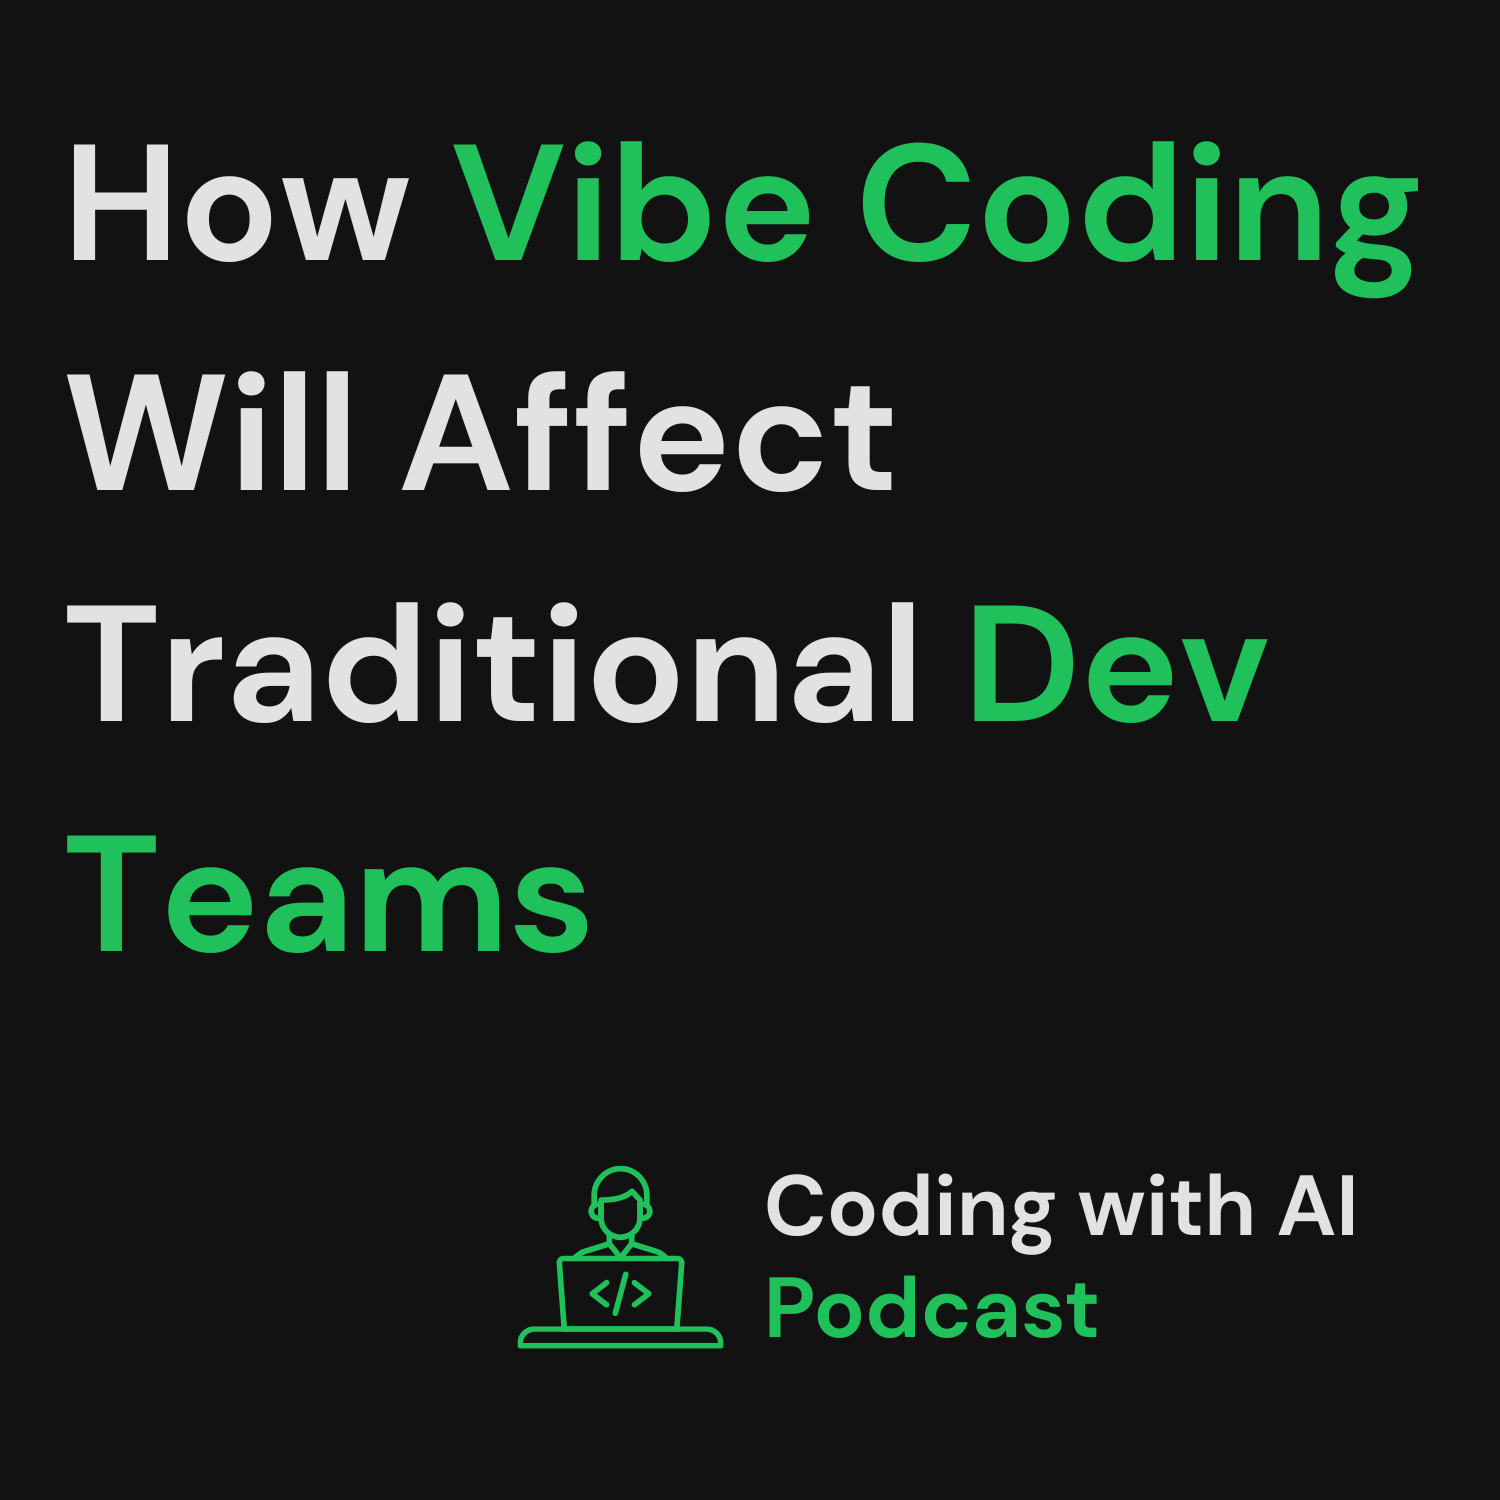 How Vibe Coding
Will Affect
Traditional Dev
Teams
</>
Coding with AI
Podcast